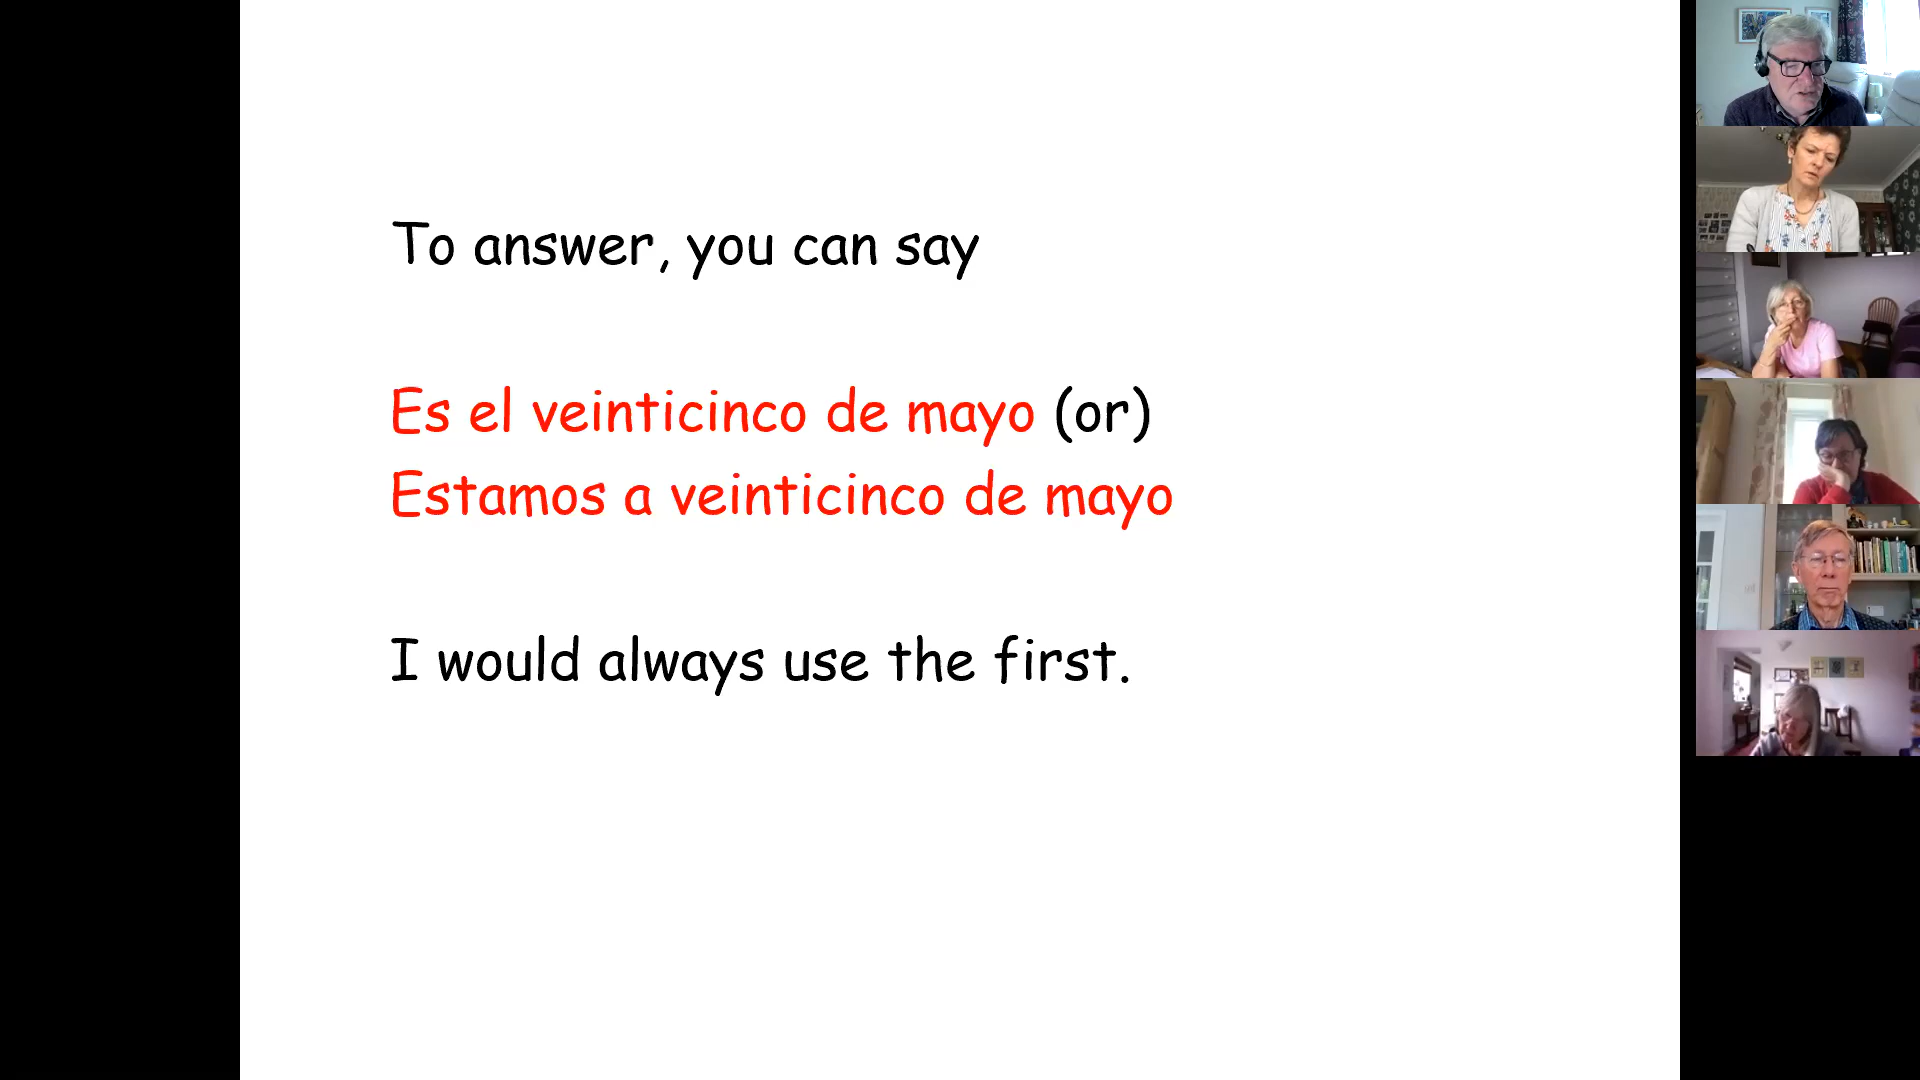 To answer, you can say
Es el veinticinco de mayo (or)
Estamos a veinticinco de mayo
I would always use the first.